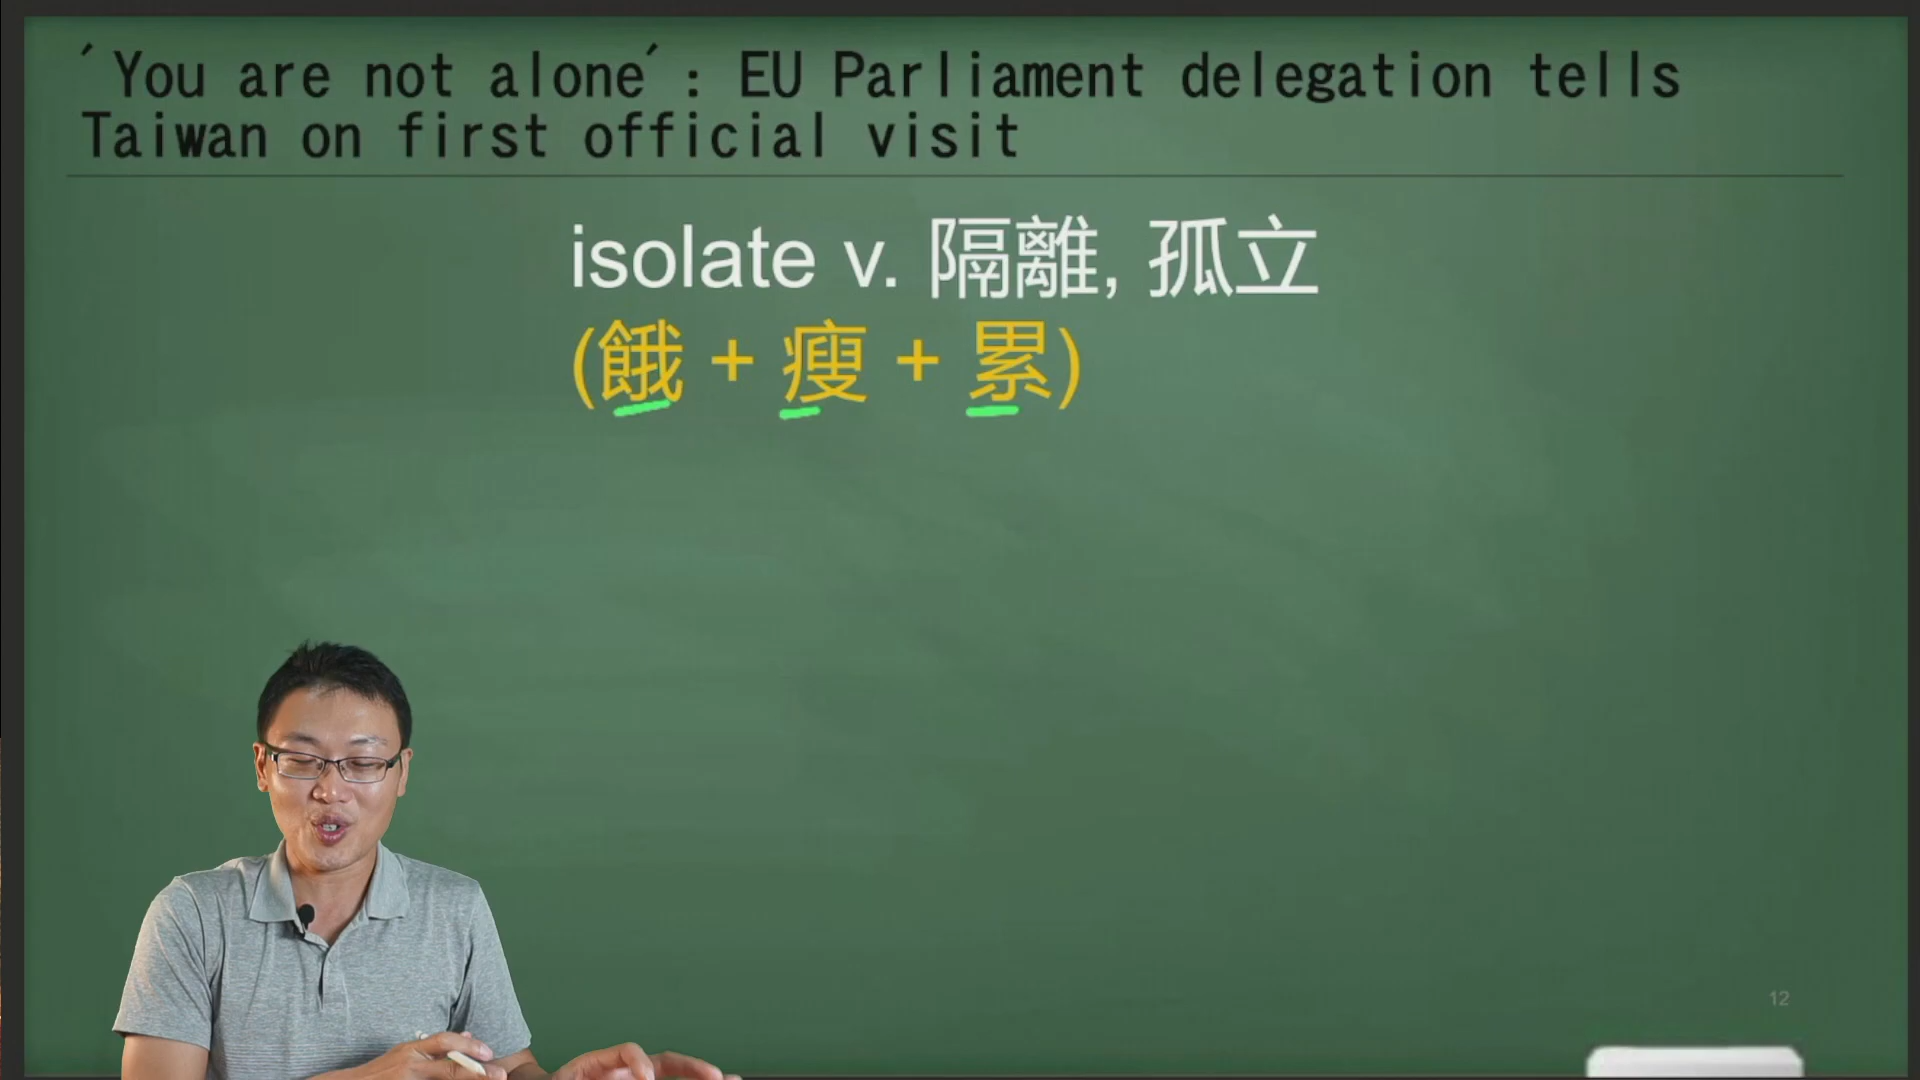 'You are not alone': EU Parliament delegation tells
Taiwan on first official visit
isolate v. 隔離, 孤立
(餓 + 瘦 + 累)
12